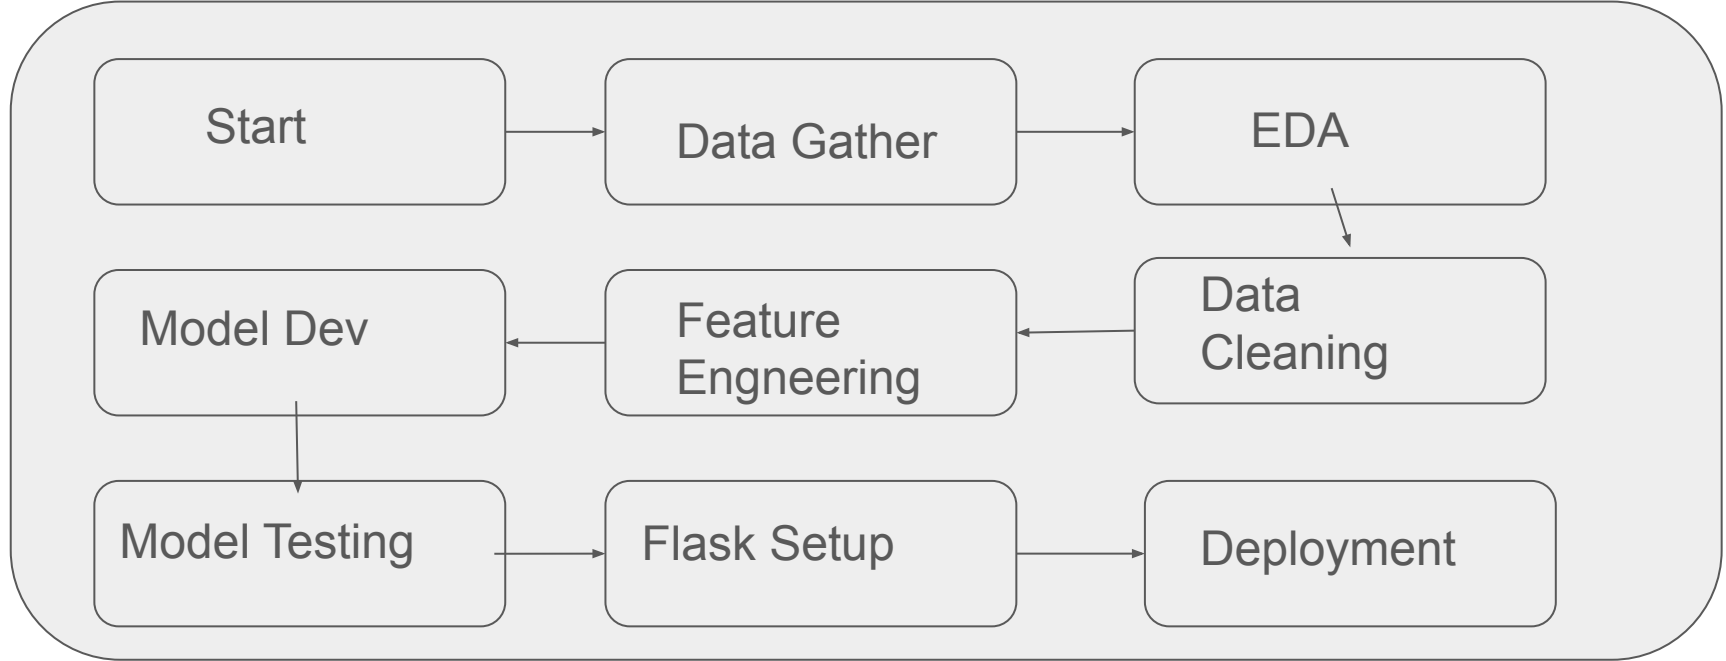 Start
Data Gather
EDA
Data
Cleaning
Feature
Engneering
Model Dev
Model Testing
Flask Setup
Deployment